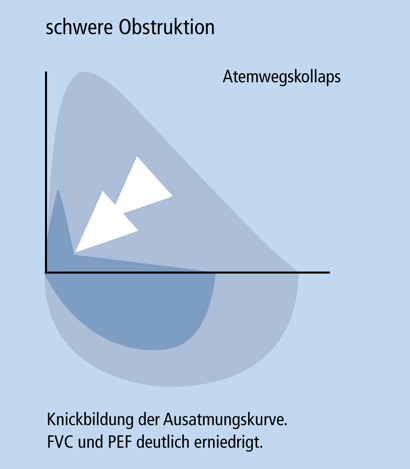 schwere Obstruktion
Atemwegskollaps
Knickbildung der Ausatmungskurve.
FVC und PEF deutlich erniedrigt.